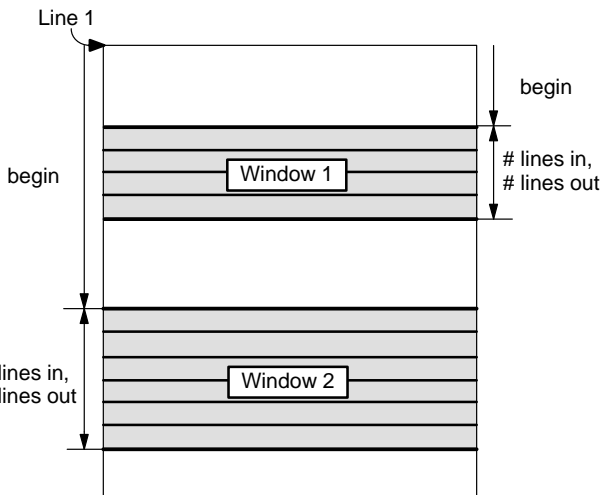 Line 1
begin
# lines in,
# lines out
Window 1
begin
lines in,
lines out
Window 2